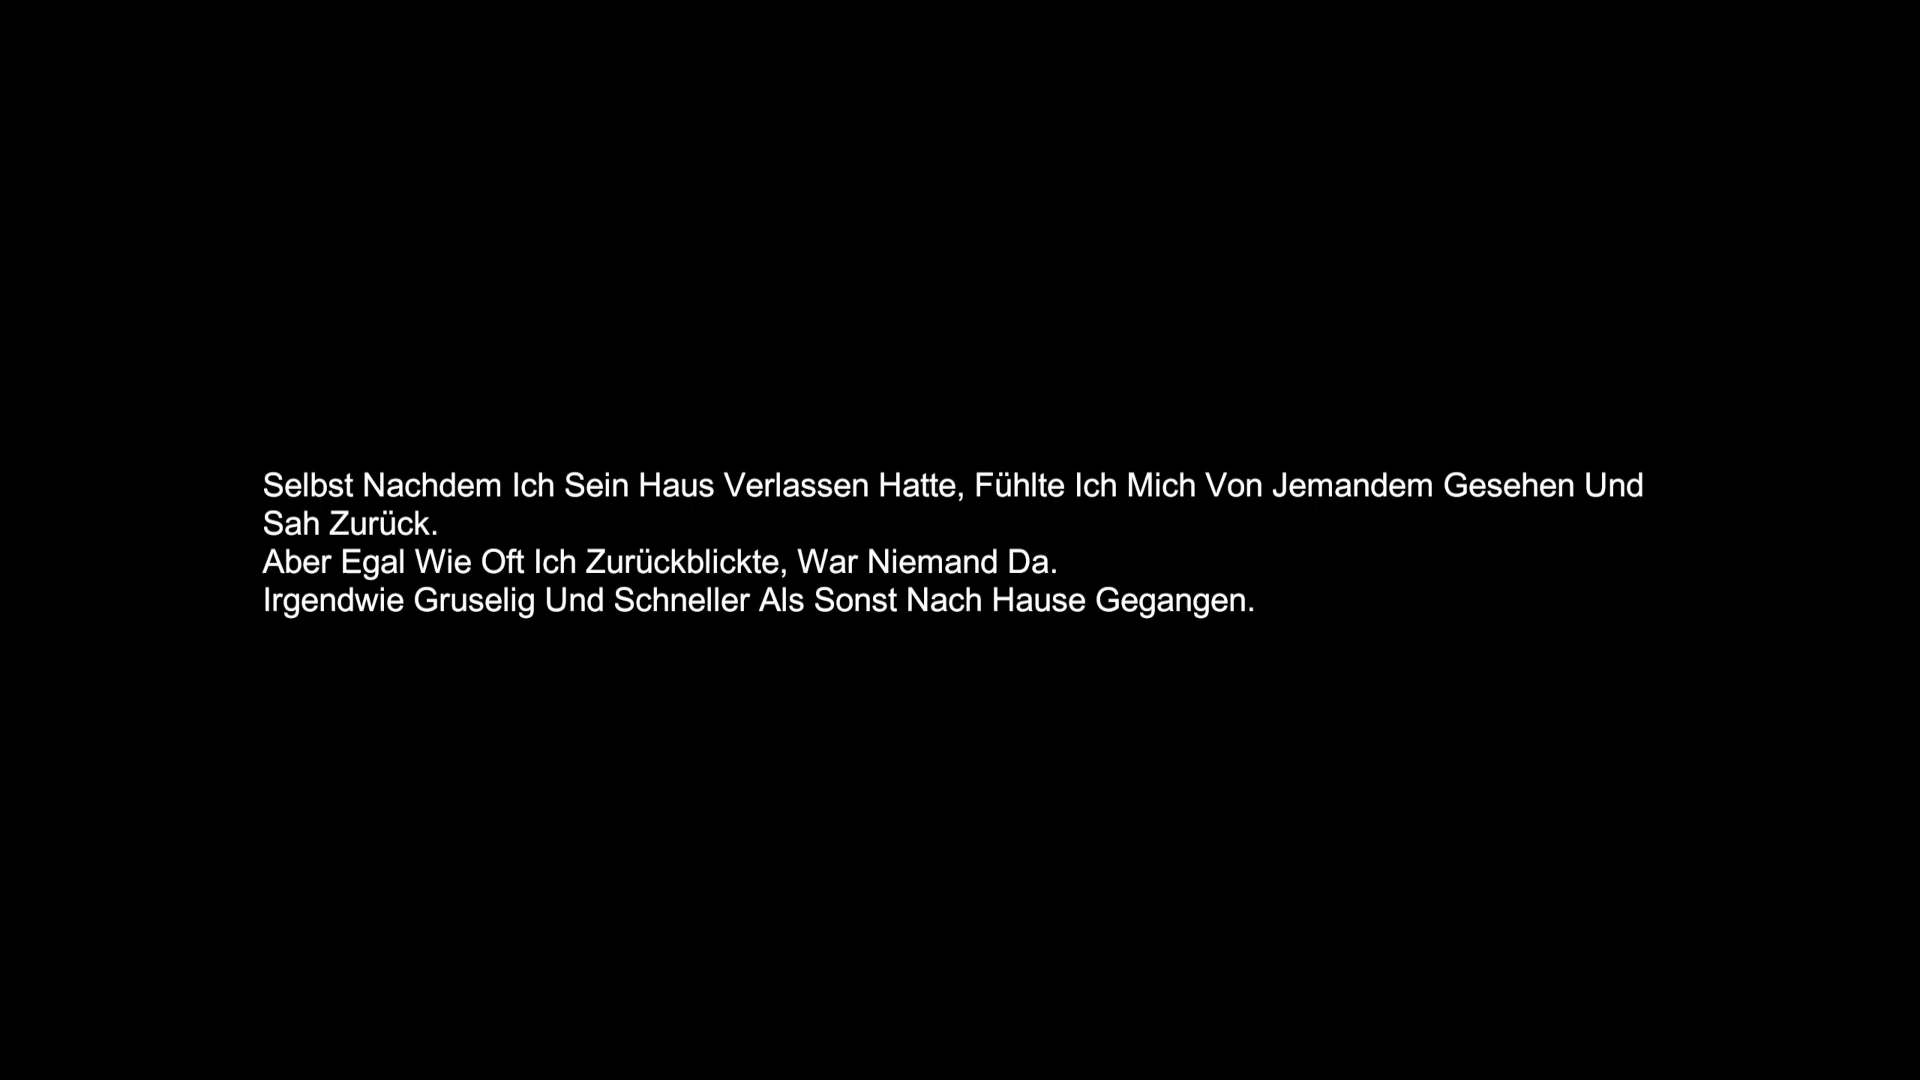 Selbst Nachdem Ich Sein Haus Verlassen Hatte, Fühlte Ich Mich Von Jemandem Gesehen Und
Sah Zurück.
Aber Egal Wie Oft Ich Zurückblickte, War Niemand Da.
Irgendwie Gruselig Und Schneller Als Sonst Nach Hause Gegangen.